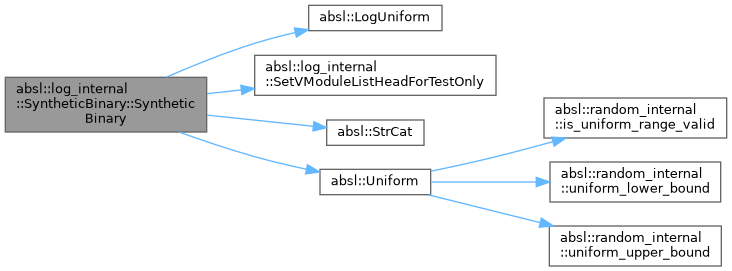 absl::LogUniform
absl::log_internal
::SetVModuleListHeadForTestOnly
absl::log_internal
::SyntheticBinary::Synthetic
Binary
absl::StrCat
absl::Uniform
absl::random_internal
::is_uniform_range_valid
absl::random_internal
::uniform_lower_bound
absl::random_internal
::uniform_upper_bound